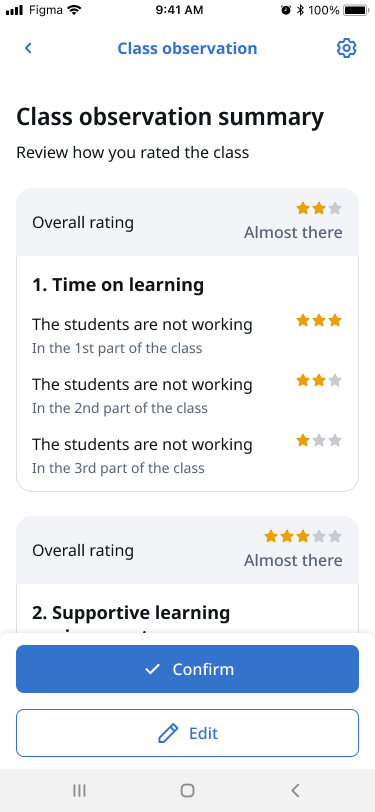 Figma 9:41 AM 100%
Class observation
Class observation summary
Review how you rated the class
Overall rating
Almost there
1. Time on learning
The students are not working
In the 1st part of the class
The students are not working
In the 2nd part of the class
The students are not working
In the 3rd part of the class
Overall rating
Almost there
2. Supportive learning
Confirm
Edit